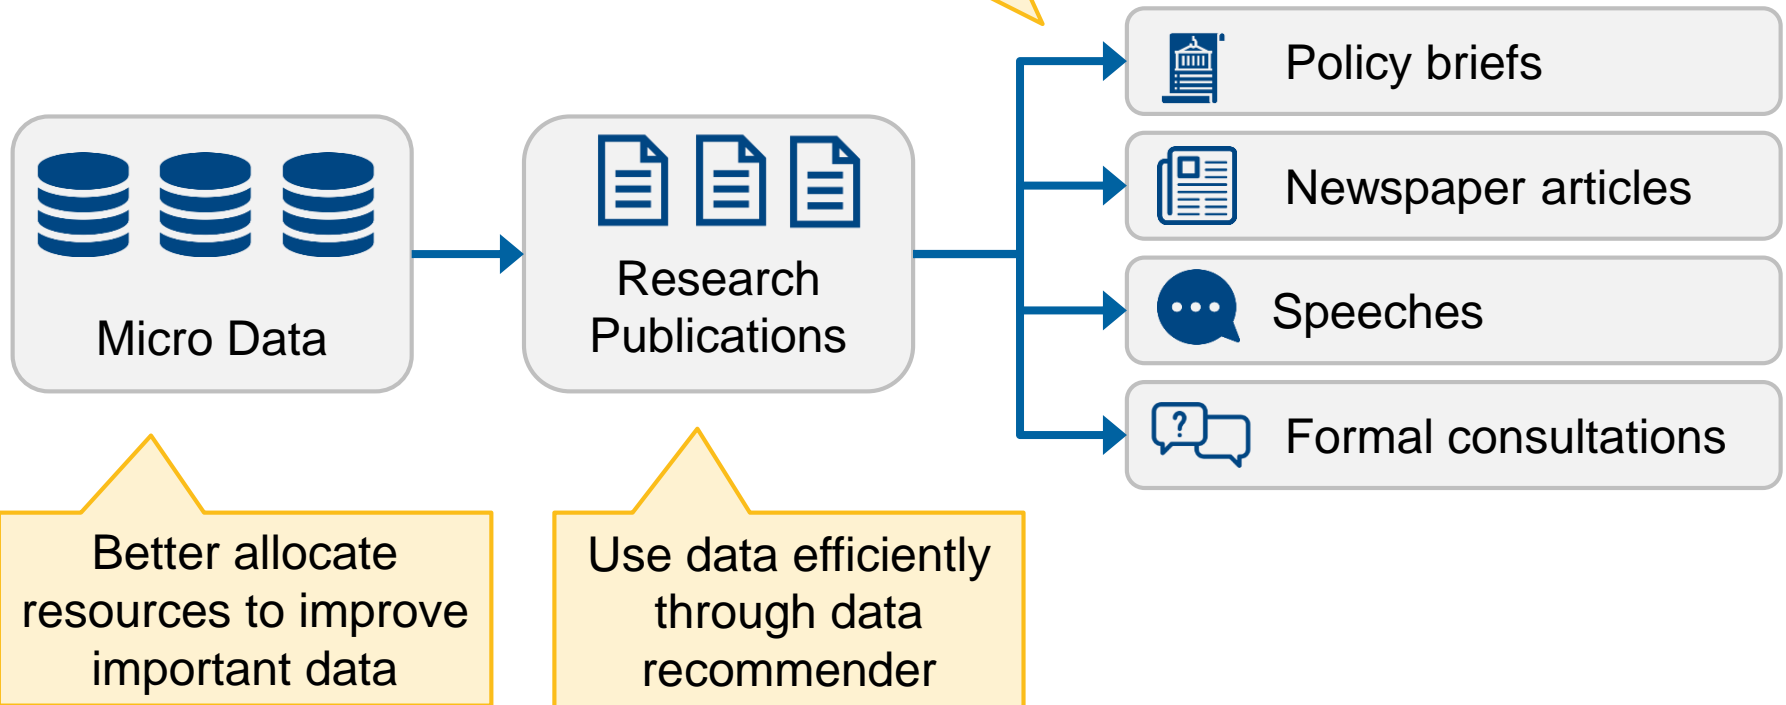 Micro Data
Research
Publications
Policy briefs
Newspaper articles
Speeches
?
Formal consultations
Better allocate
resources to improve
important data
Use data efficiently
through data
recommender